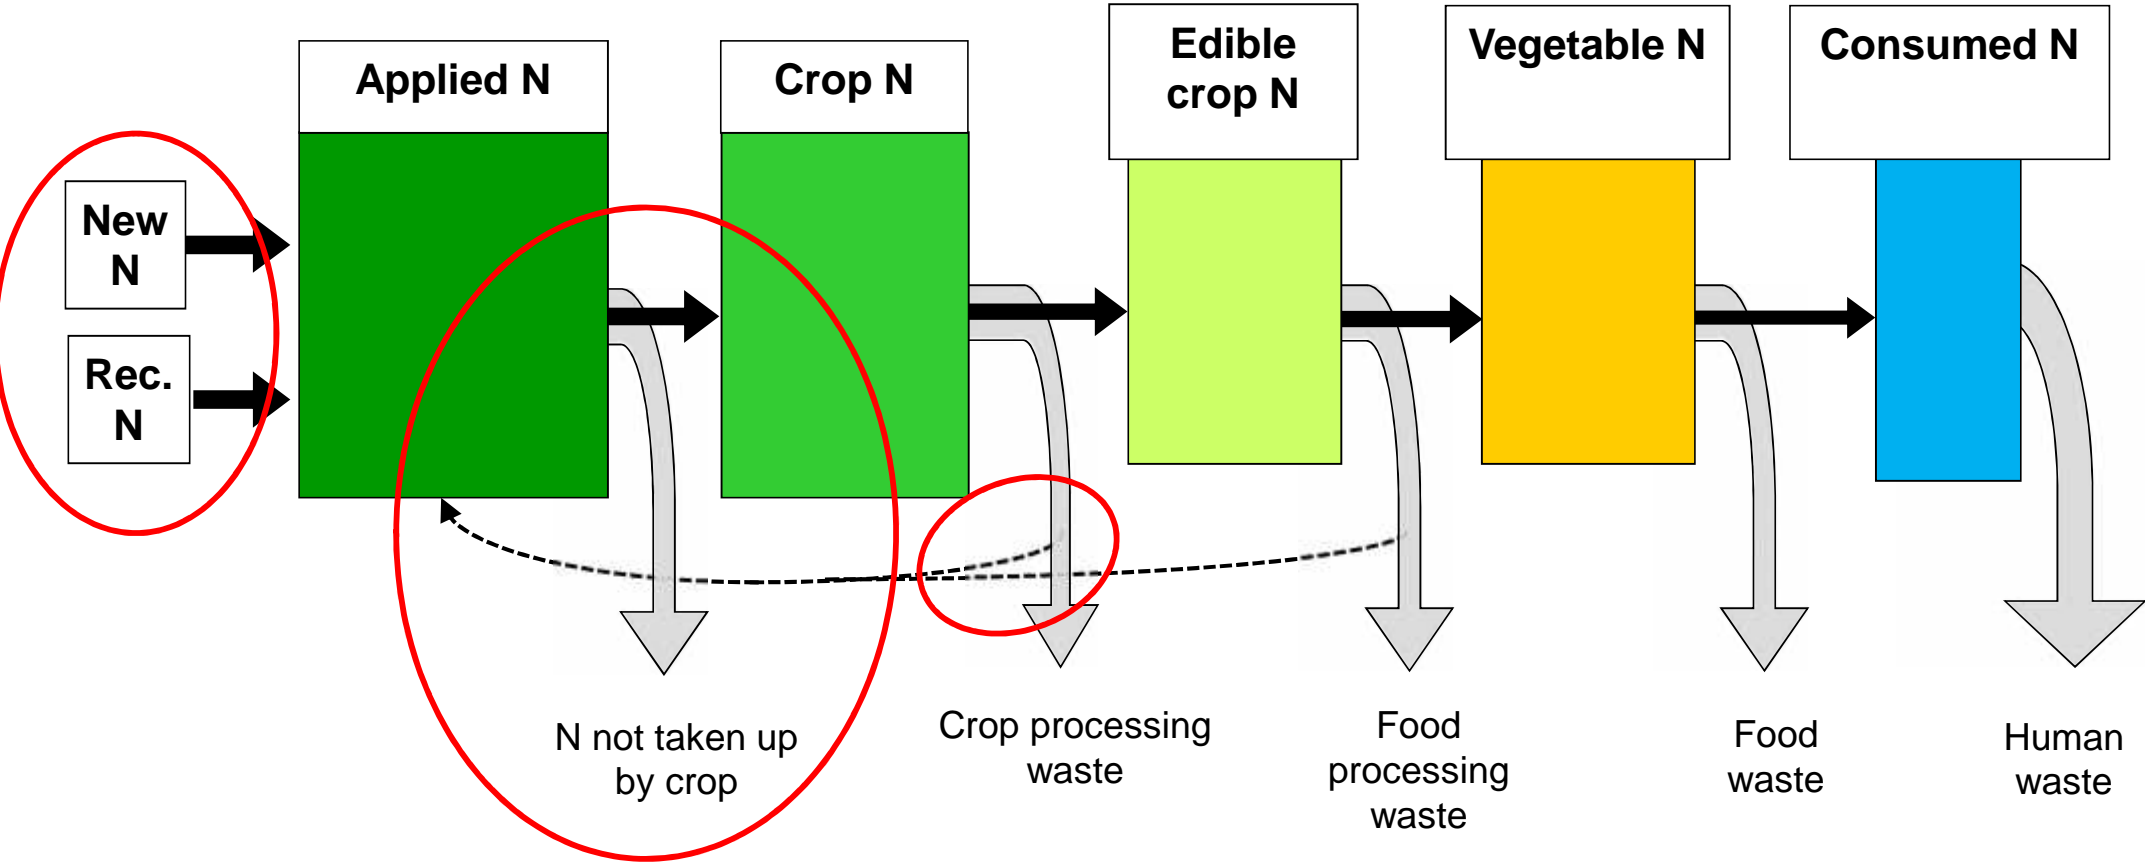 Applied N
Crop N
Edible
crop N
Vegetable N
Consumed N
New
N
Rec.
N
N not taken up
by crop
Crop processing
waste
Food
processing
waste
Food
waste
Human
waste